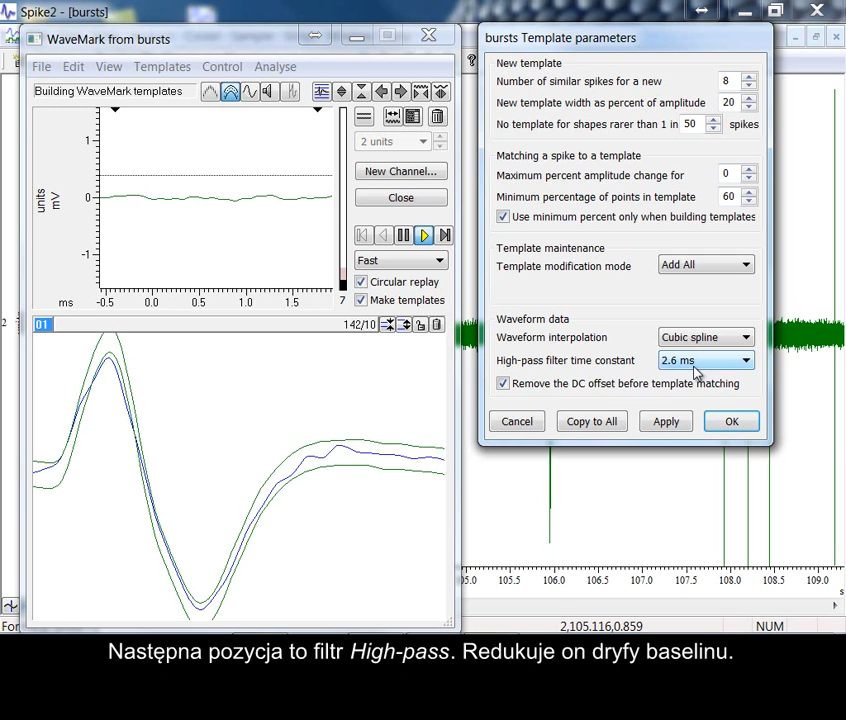 Spike2 - [bursts]
WaveMark from bursts
File Edit View Templates Control Analyse
Building WaveMark templates
units
mV
1
0
-1
ms -0.5 0.0 0.5 1.0 1.5
2 units
New Channel...
Close
Fast
Circular replay
7 Make templates
01 142/10
bursts Template parameters
New template
Number of similar spikes for a new 8
New template width as percent of amplitude 20
No template for shapes rarer than 1 in 50 spikes
Matching a spike to a template
Maximum percent amplitude change for 0
Minimum percentage of points in template 60
Use minimum percent only when building templates
Template maintenance
Template modification mode Add All
Waveform data
Waveform interpolation Cubic spline
High-pass filter time constant 2.6 ms
Remove the DC offset before template matching
Cancel Copy to All Apply OK
2
05.0 105.5 106.0 106.5 107.0 107.5 108.0 108.5 109.0
s
For 2,105.116,0.859 NUM
Następna pozycja to filtr High-pass. Redukuje on dryfy baselinu.